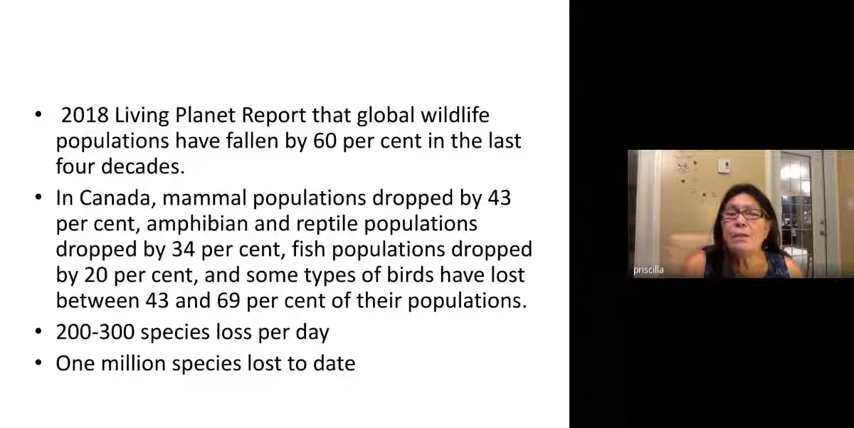 • 2018 Living Planet Report that global wildlife
populations have fallen by 60 per cent in the last
four decades.
• In Canada, mammal populations dropped by 43
per cent, amphibian and reptile populations
dropped by 34 per cent, fish populations dropped
by 20 per cent, and some types of birds have lost
between 43 and 69 per cent of their populations.
• 200-300 species loss per day
• One million species lost to date
priscilla